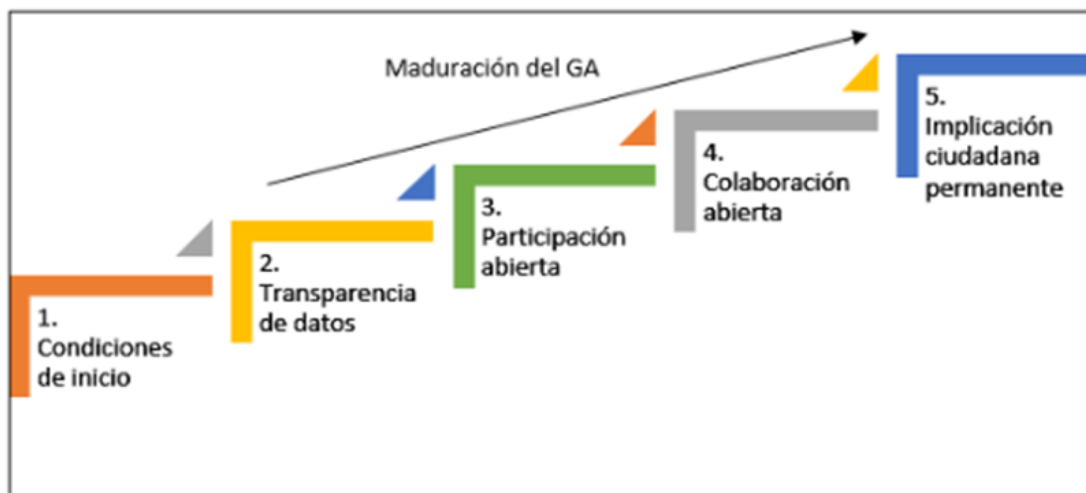 Maduración del GA
1.
Condiciones
de inicio
2.
Transparencia
de datos
3.
Participación
abierta
4.
Colaboración
abierta
5.
Implicación
ciudadana
permanente